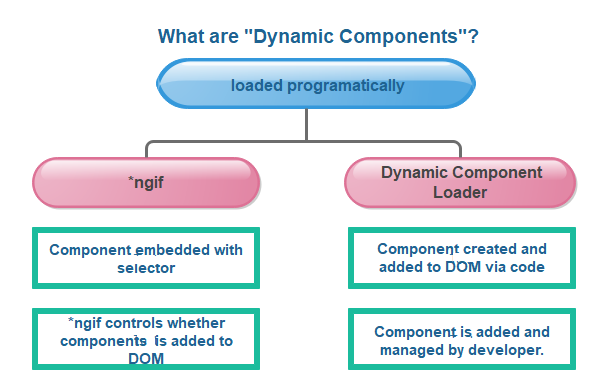 What are "Dynamic Components"?
loaded programatically
*ngif
Dynamic Component
Loader
Component embedded with
selector
Component created and
added to DOM via code
*ngif controls whether
components is added to
DOM
Component is added and
managed by developer.